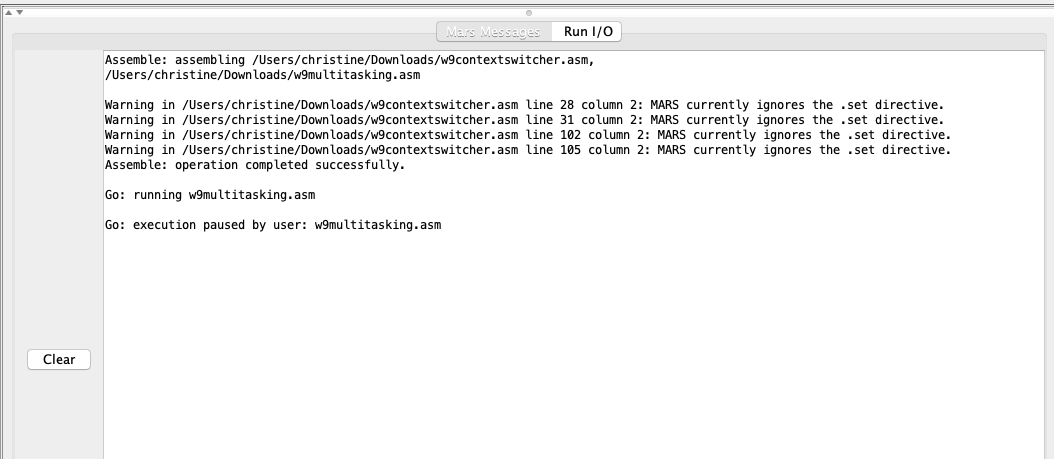 Mars Messages Run I/O
Assemble: assembling /Users/christine/Downloads/w9contextswitcher.asm,
/Users/christine/Downloads/w9multitasking.asm
Warning in /Users/christine/Downloads/w9contextswitcher.asm line 28 column 2: MARS currently ignores the .set directive.
Warning in /Users/christine/Downloads/w9contextswitcher.asm line 31 column 2: MARS currently ignores the .set directive.
Warning in /Users/christine/Downloads/w9contextswitcher.asm line 102 column 2: MARS currently ignores the .set directive.
Warning in /Users/christine/Downloads/w9contextswitcher.asm line 105 column 2: MARS currently ignores the .set directive.
Assemble: operation completed successfully.
Go: running w9multitasking.asm
Go: execution paused by user: w9multitasking.asm
Clear